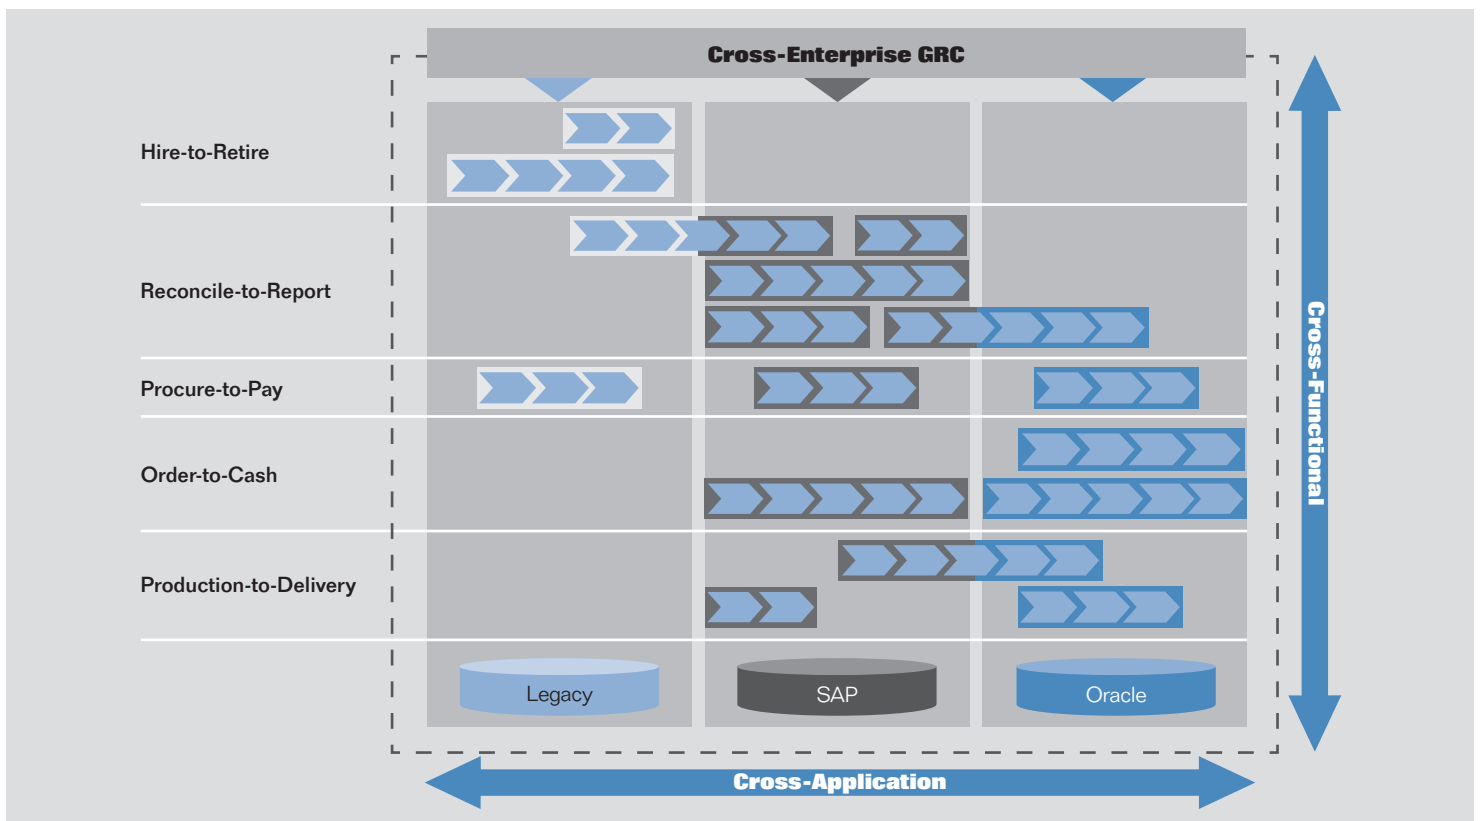 Cross-Enterprise GRC
Hire-to-Retire
Reconcile-to-Report
Procure-to-Pay
Order-to-Cash
Production-to-Delivery
Legacy
SAP
Oracle
Cross-Functional
Cross-Application